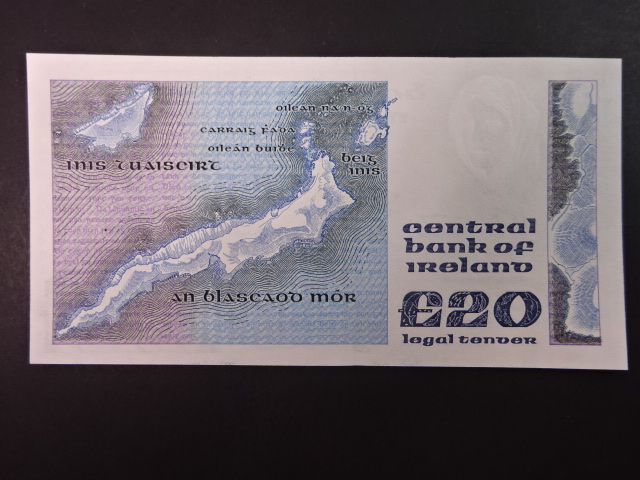 oileán na n-óg
carraig fada
oileán buide
inis tuaiscirt
beig
inis
an blascaod mór
central
bank of
ireland
£20
legal tender